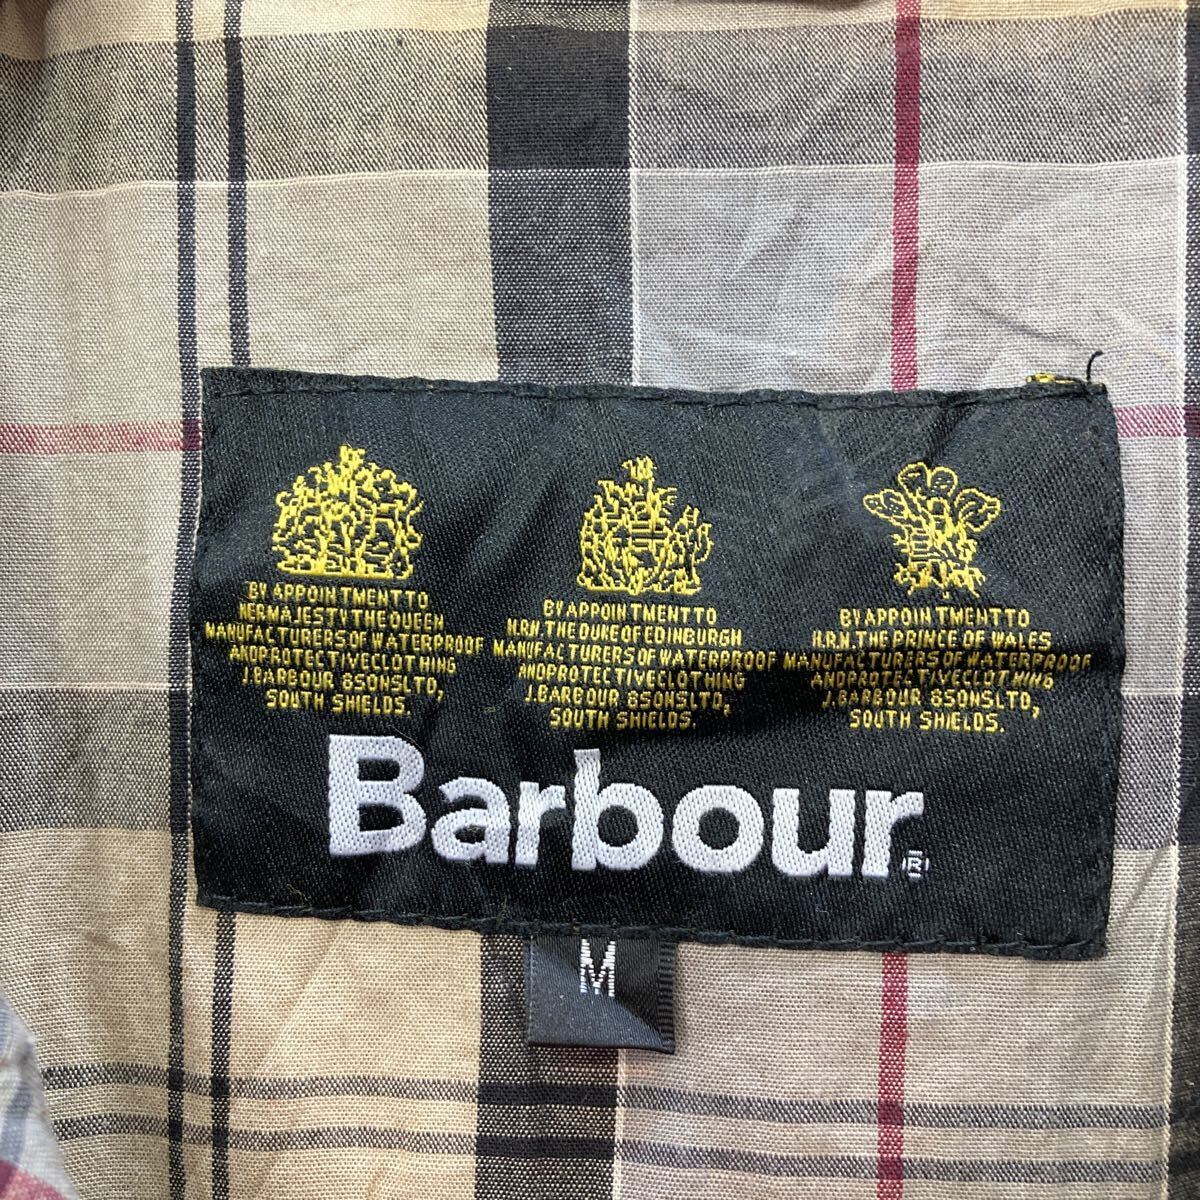 BY APPOINTMENT TO
HER MAJESTY THE QUEEN
MANUFACTURERS OF WATERPROOF
AND PROTECTIVE CLOTHING
J.BARBOUR & SONS LTD,
SOUTH SHIELDS.
BY APPOINTMENT TO
H.R.H. THE DUKE OF EDINBURGH
MANUFACTURERS OF WATERPROOF
AND PROTECTIVE CLOTHING
J.BARBOUR & SONS LTD,
SOUTH SHIELDS.
BY APPOINTMENT TO
H.R.H. THE PRINCE OF WALES
MANUFACTURERS OF WATERPROOF
AND PROTECTIVE CLOTHING
J.BARBOUR & SONS LTD,
SOUTH SHIELDS.
Barbour®
M